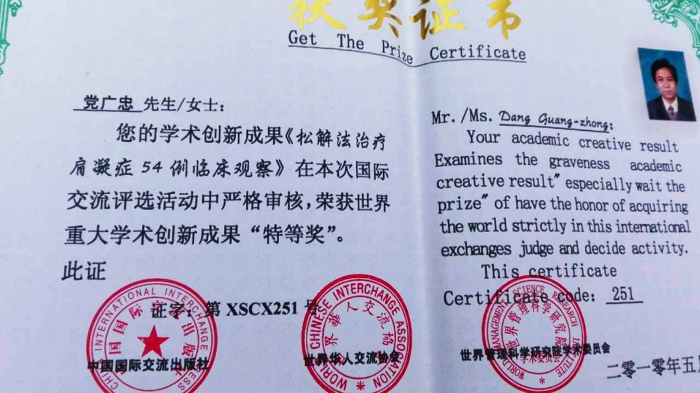 获奖证书
Get The Prize Certificate
党广忠 先生/女士：
您的学术创新成果《松解法治疗
肩凝症54例临床观察》在本次国际
交流评选活动中严格审核，荣获世界
重大学术创新成果“特等奖”。
此证
证字：第 XSCX251 号
中国国际交流出版社
世界华人交流协会
Mr./Ms. Dang Guang-zhong:
Your academic creative result
Examines the graveness academic
creative result" especially wait the
prize" of have the honor of acquiring
the world strictly in this international
exchanges judge and decide activity.
This certificate
Certificate code: 251
世界管理科学研究院学术委员会
二〇一〇年五月